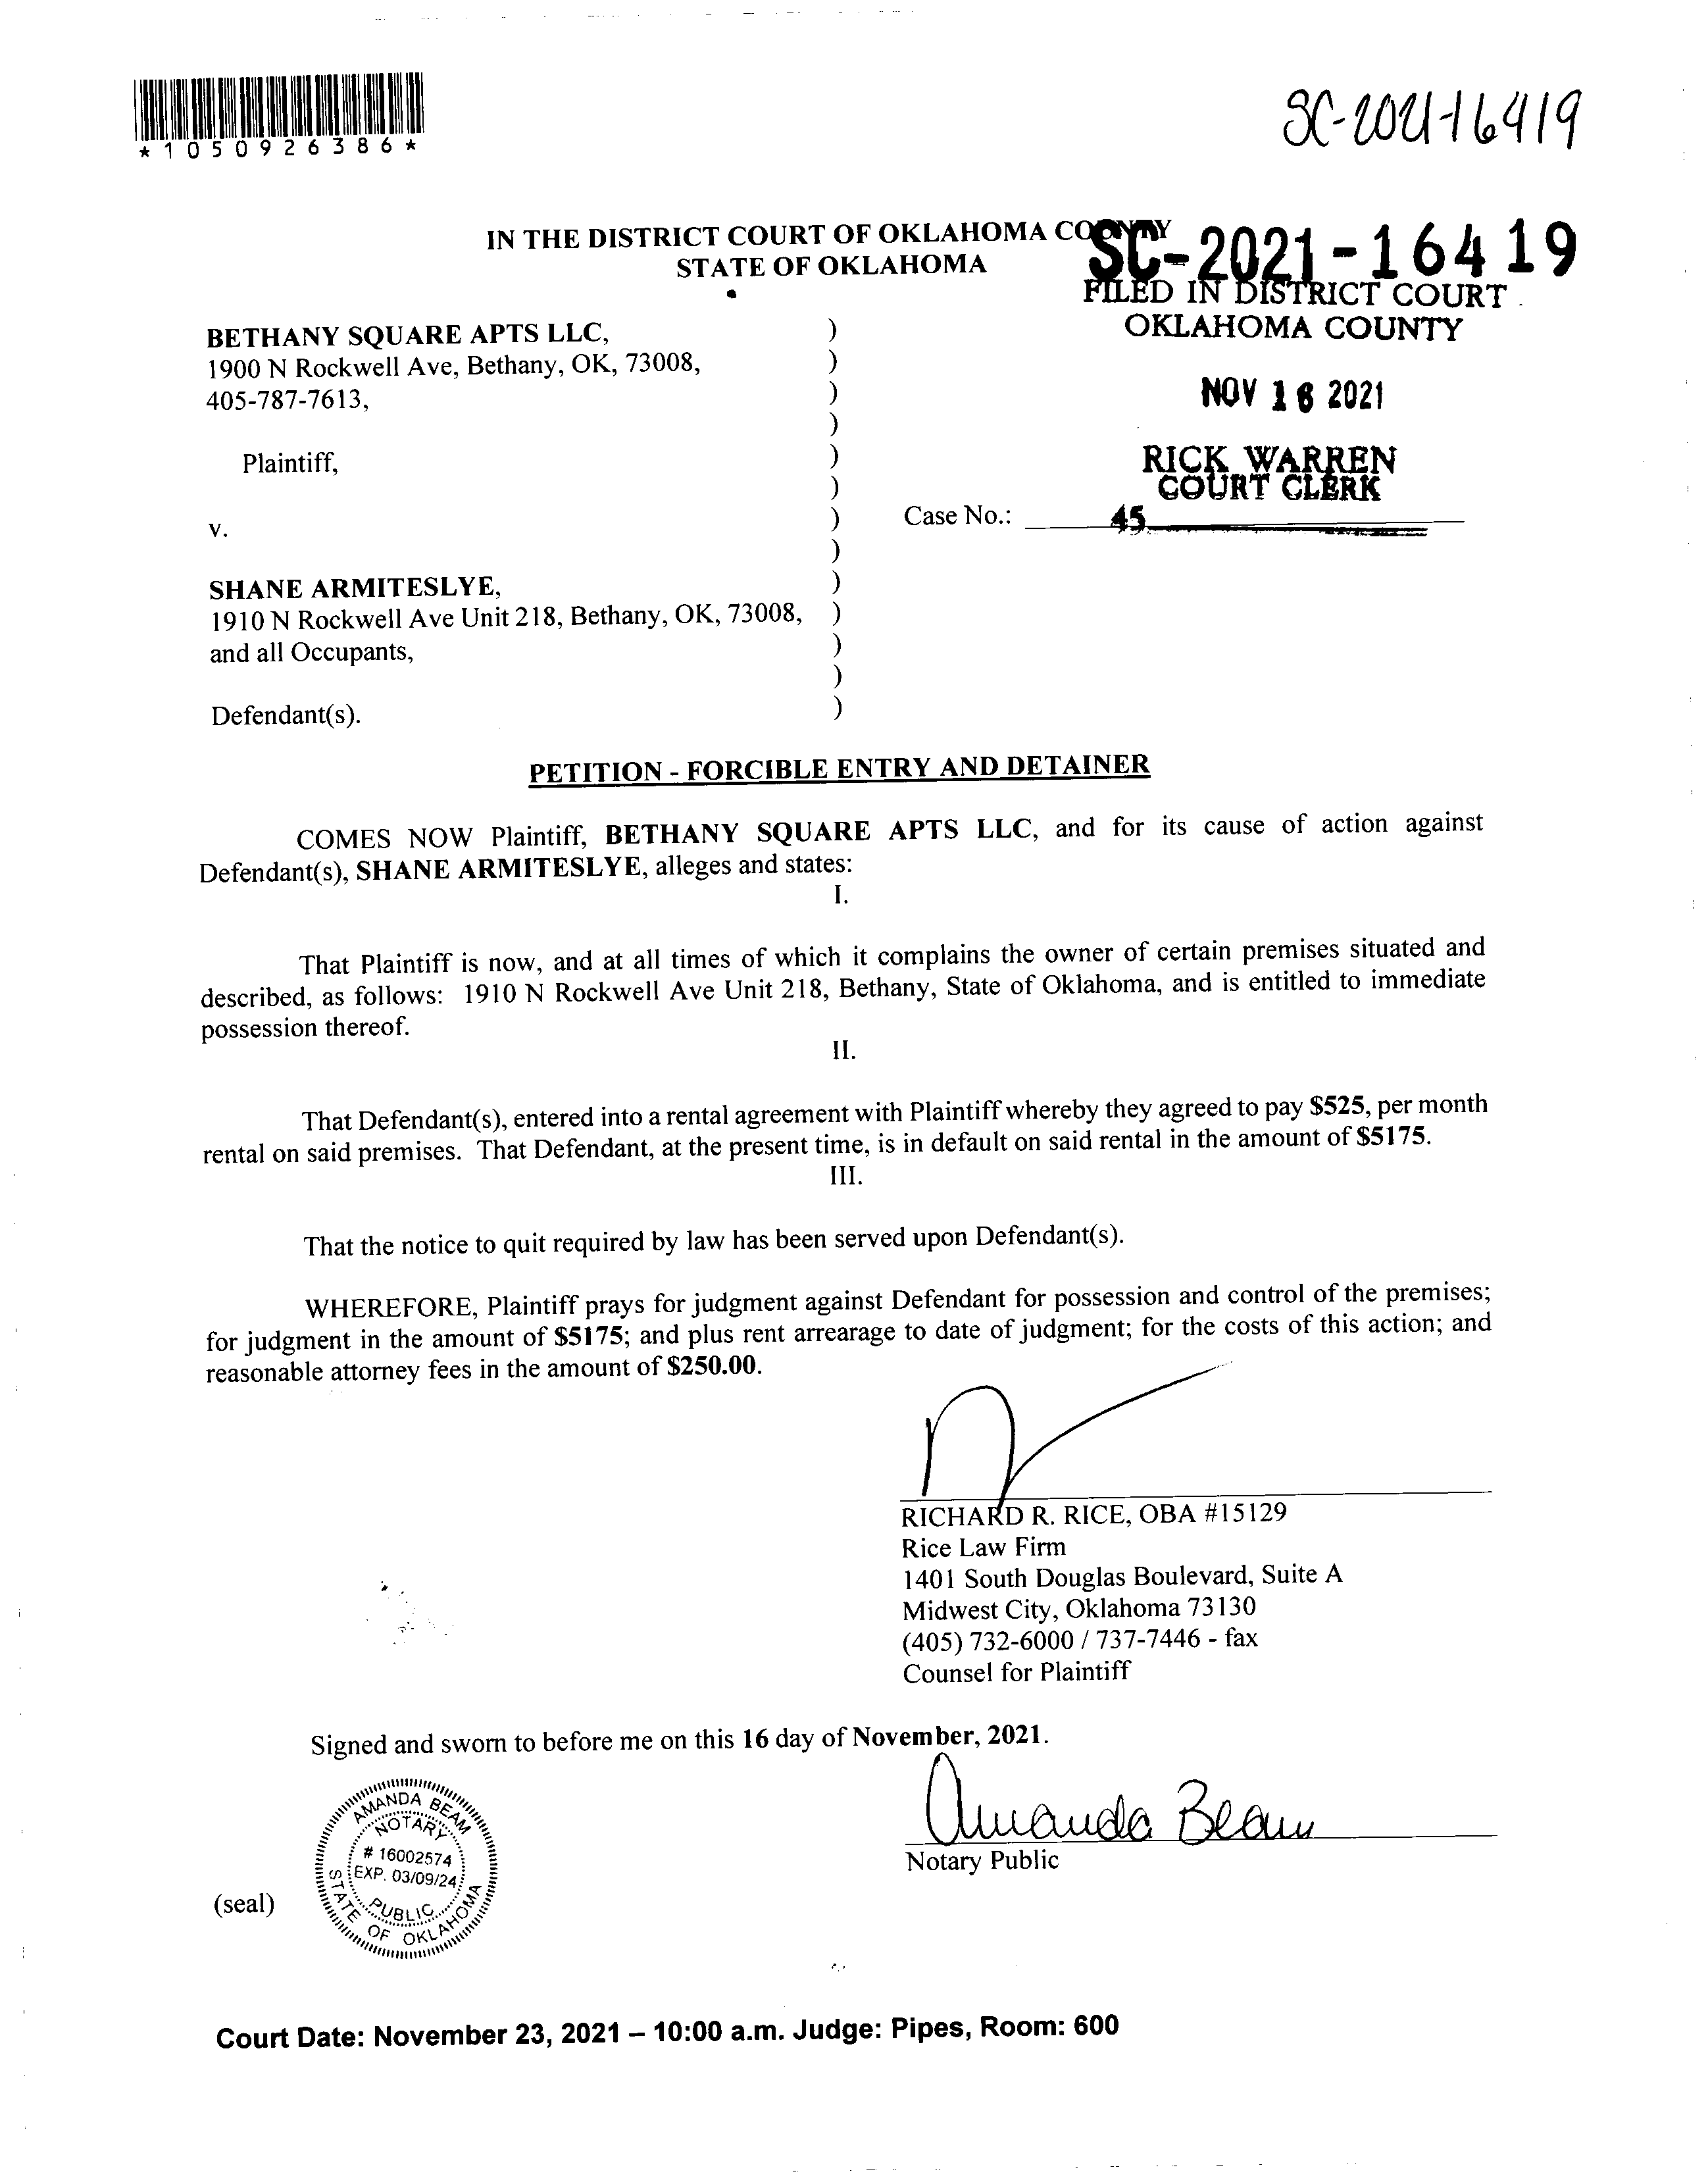 *1050926386*
SC-2021-16419
IN THE DISTRICT COURT OF OKLAHOMA COUNTY
STATE OF OKLAHOMA
SC-2021-16419
FILED IN DISTRICT COURT
OKLAHOMA COUNTY
NOV 16 2021
RICK WARREN
COURT CLERK
45
BETHANY SQUARE APTS LLC, )
1900 N Rockwell Ave, Bethany, OK, 73008, )
405-787-7613, )
)
Plaintiff, )
)
v. ) Case No.:
)
SHANE ARMITESLYE, )
1910 N Rockwell Ave Unit 218, Bethany, OK, 73008, )
and all Occupants, )
)
Defendant(s). )
PETITION - FORCIBLE ENTRY AND DETAINER
COMES NOW Plaintiff, BETHANY SQUARE APTS LLC, and for its cause of action against
Defendant(s), SHANE ARMITESLYE, alleges and states:
I.
That Plaintiff is now, and at all times of which it complains the owner of certain premises situated and
described, as follows: 1910 N Rockwell Ave Unit 218, Bethany, State of Oklahoma, and is entitled to immediate
possession thereof.
II.
That Defendant(s), entered into a rental agreement with Plaintiff whereby they agreed to pay $525, per month
rental on said premises. That Defendant, at the present time, is in default on said rental in the amount of $5175.
III.
That the notice to quit required by law has been served upon Defendant(s).
WHEREFORE, Plaintiff prays for judgment against Defendant for possession and control of the premises;
for judgment in the amount of $5175; and plus rent arrearage to date of judgment; for the costs of this action; and
reasonable attorney fees in the amount of $250.00.
RICHARD R. RICE, OBA #15129
Rice Law Firm
1401 South Douglas Boulevard, Suite A
Midwest City, Oklahoma 73130
(405) 732-6000 / 737-7446 - fax
Counsel for Plaintiff
Signed and sworn to before me on this 16 day of November, 2021.
Amanda Beam
Notary Public
(seal)
AMANDA BEAM
NOTARY
# 16002574
EXP. 03/09/24
PUBLIC
STATE OF OKLAHOMA
Court Date: November 23, 2021 – 10:00 a.m. Judge: Pipes, Room: 600